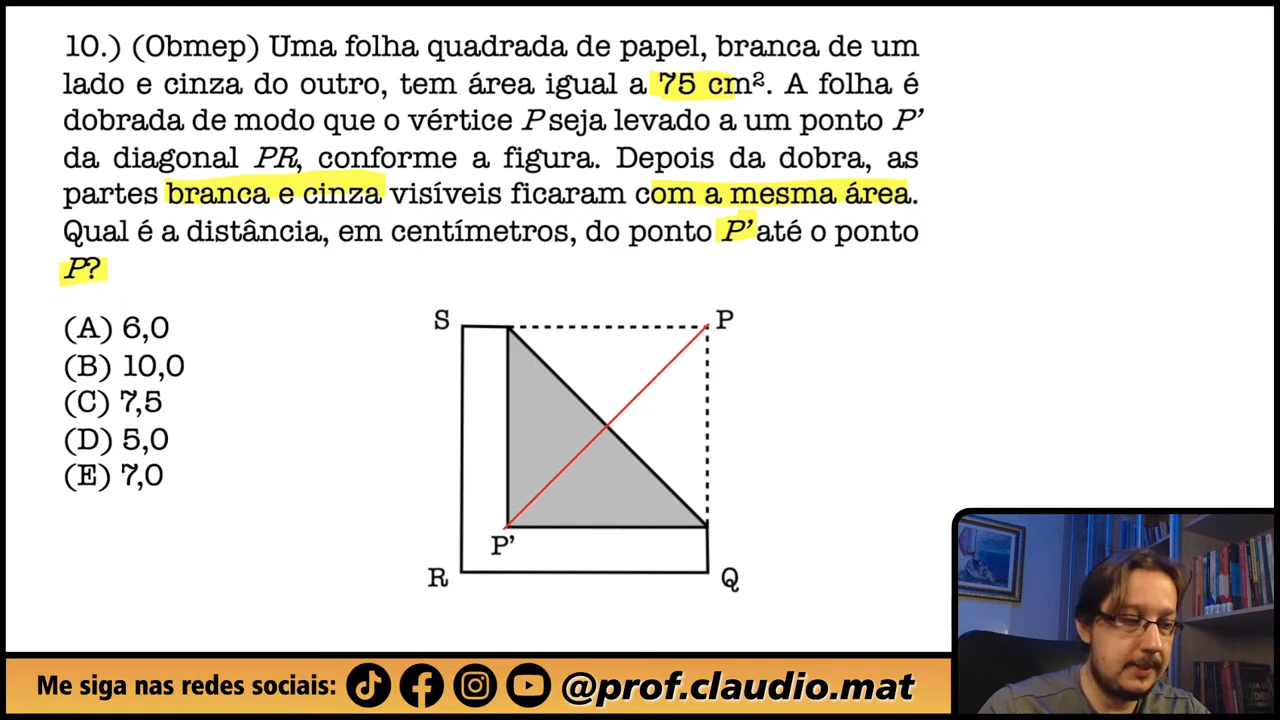 10.) (Obmep) Uma folha quadrada de papel, branca de um
lado e cinza do outro, tem área igual a 75 cm². A folha é
dobrada de modo que o vértice P seja levado a um ponto P’
da diagonal PR, conforme a figura. Depois da dobra, as
partes branca e cinza visíveis ficaram com a mesma área.
Qual é a distância, em centímetros, do ponto P’ até o ponto
P?
(A) 6,0
(B) 10,0
(C) 7,5
(D) 5,0
(E) 7,0
S
P
P’
R
Q
Me siga nas redes sociais:
@prof.claudio.mat